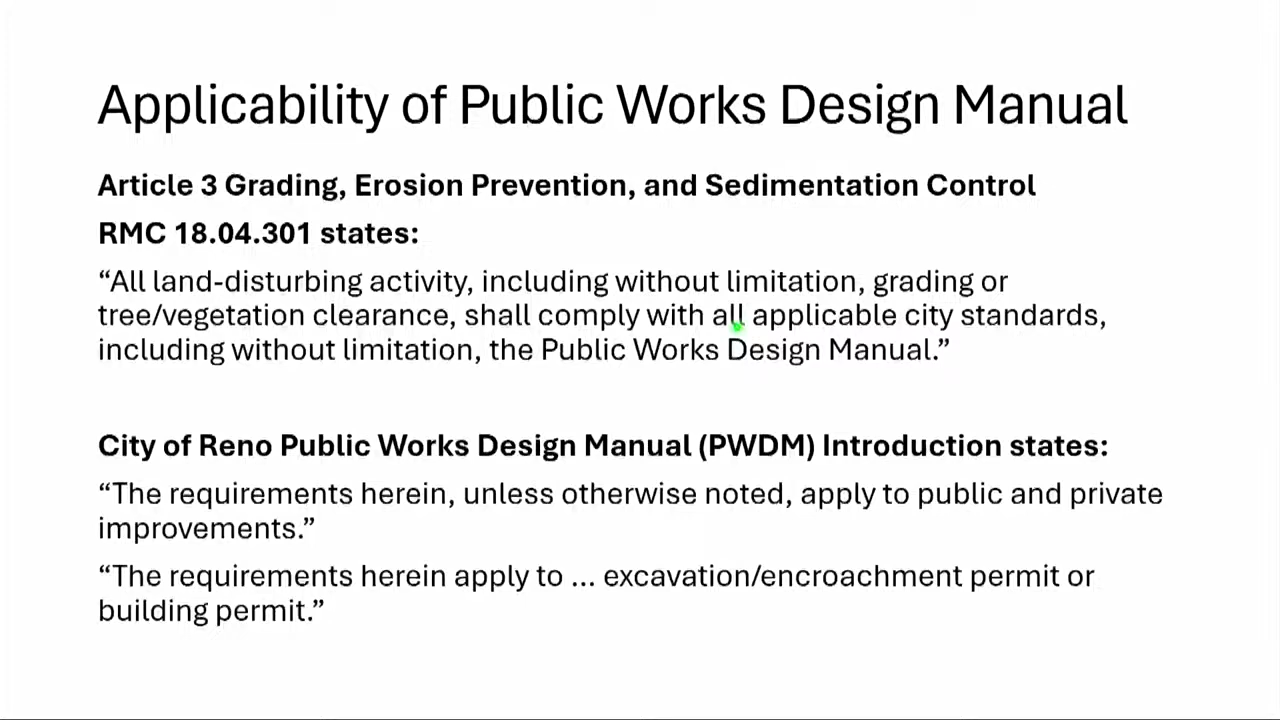 Applicability of Public Works Design Manual
Article 3 Grading, Erosion Prevention, and Sedimentation Control
RMC 18.04.301 states:
“All land-disturbing activity, including without limitation, grading or
tree/vegetation clearance, shall comply with all applicable city standards,
including without limitation, the Public Works Design Manual.”
City of Reno Public Works Design Manual (PWDM) Introduction states:
“The requirements herein, unless otherwise noted, apply to public and private
improvements.”
“The requirements herein apply to ... excavation/encroachment permit or
building permit.”